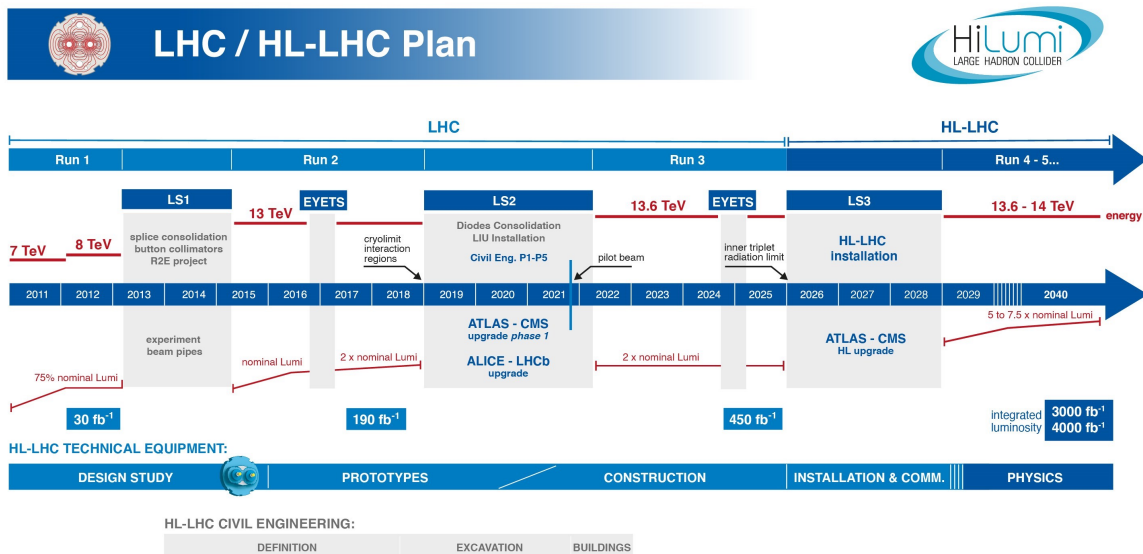 LHC / HL-LHC Plan
HiLumi
LARGE HADRON COLLIDER
LHC
HL-LHC
Run 1
Run 2
Run 3
Run 4 - 5...
LS1
EYETS
LS2
EYETS
LS3
7 TeV
8 TeV
13 TeV
13.6 TeV
13.6 - 14 TeV
energy
splice consolidation
button collimators
R2E project
cryolimit
interaction
regions
Diodes Consolidation
LIU Installation
Civil Eng. P1-P5
pilot beam
inner triplet
radiation limit
HL-LHC
installation
2011
2012
2013
2014
2015
2016
2017
2018
2019
2020
2021
2022
2023
2024
2025
2026
2027
2028
2029
2040
75% nominal Lumi
experiment
beam pipes
nominal Lumi
2 x nominal Lumi
ATLAS - CMS
upgrade phase 1
ALICE - LHCb
upgrade
2 x nominal Lumi
ATLAS - CMS
HL upgrade
5 to 7.5 x nominal Lumi
30 fb⁻¹
190 fb⁻¹
450 fb⁻¹
integrated
luminosity
3000 fb⁻¹
4000 fb⁻¹
HL-LHC TECHNICAL EQUIPMENT:
DESIGN STUDY
PROTOTYPES
CONSTRUCTION
INSTALLATION & COMM.
PHYSICS
HL-LHC CIVIL ENGINEERING:
DEFINITION
EXCAVATION
BUILDINGS